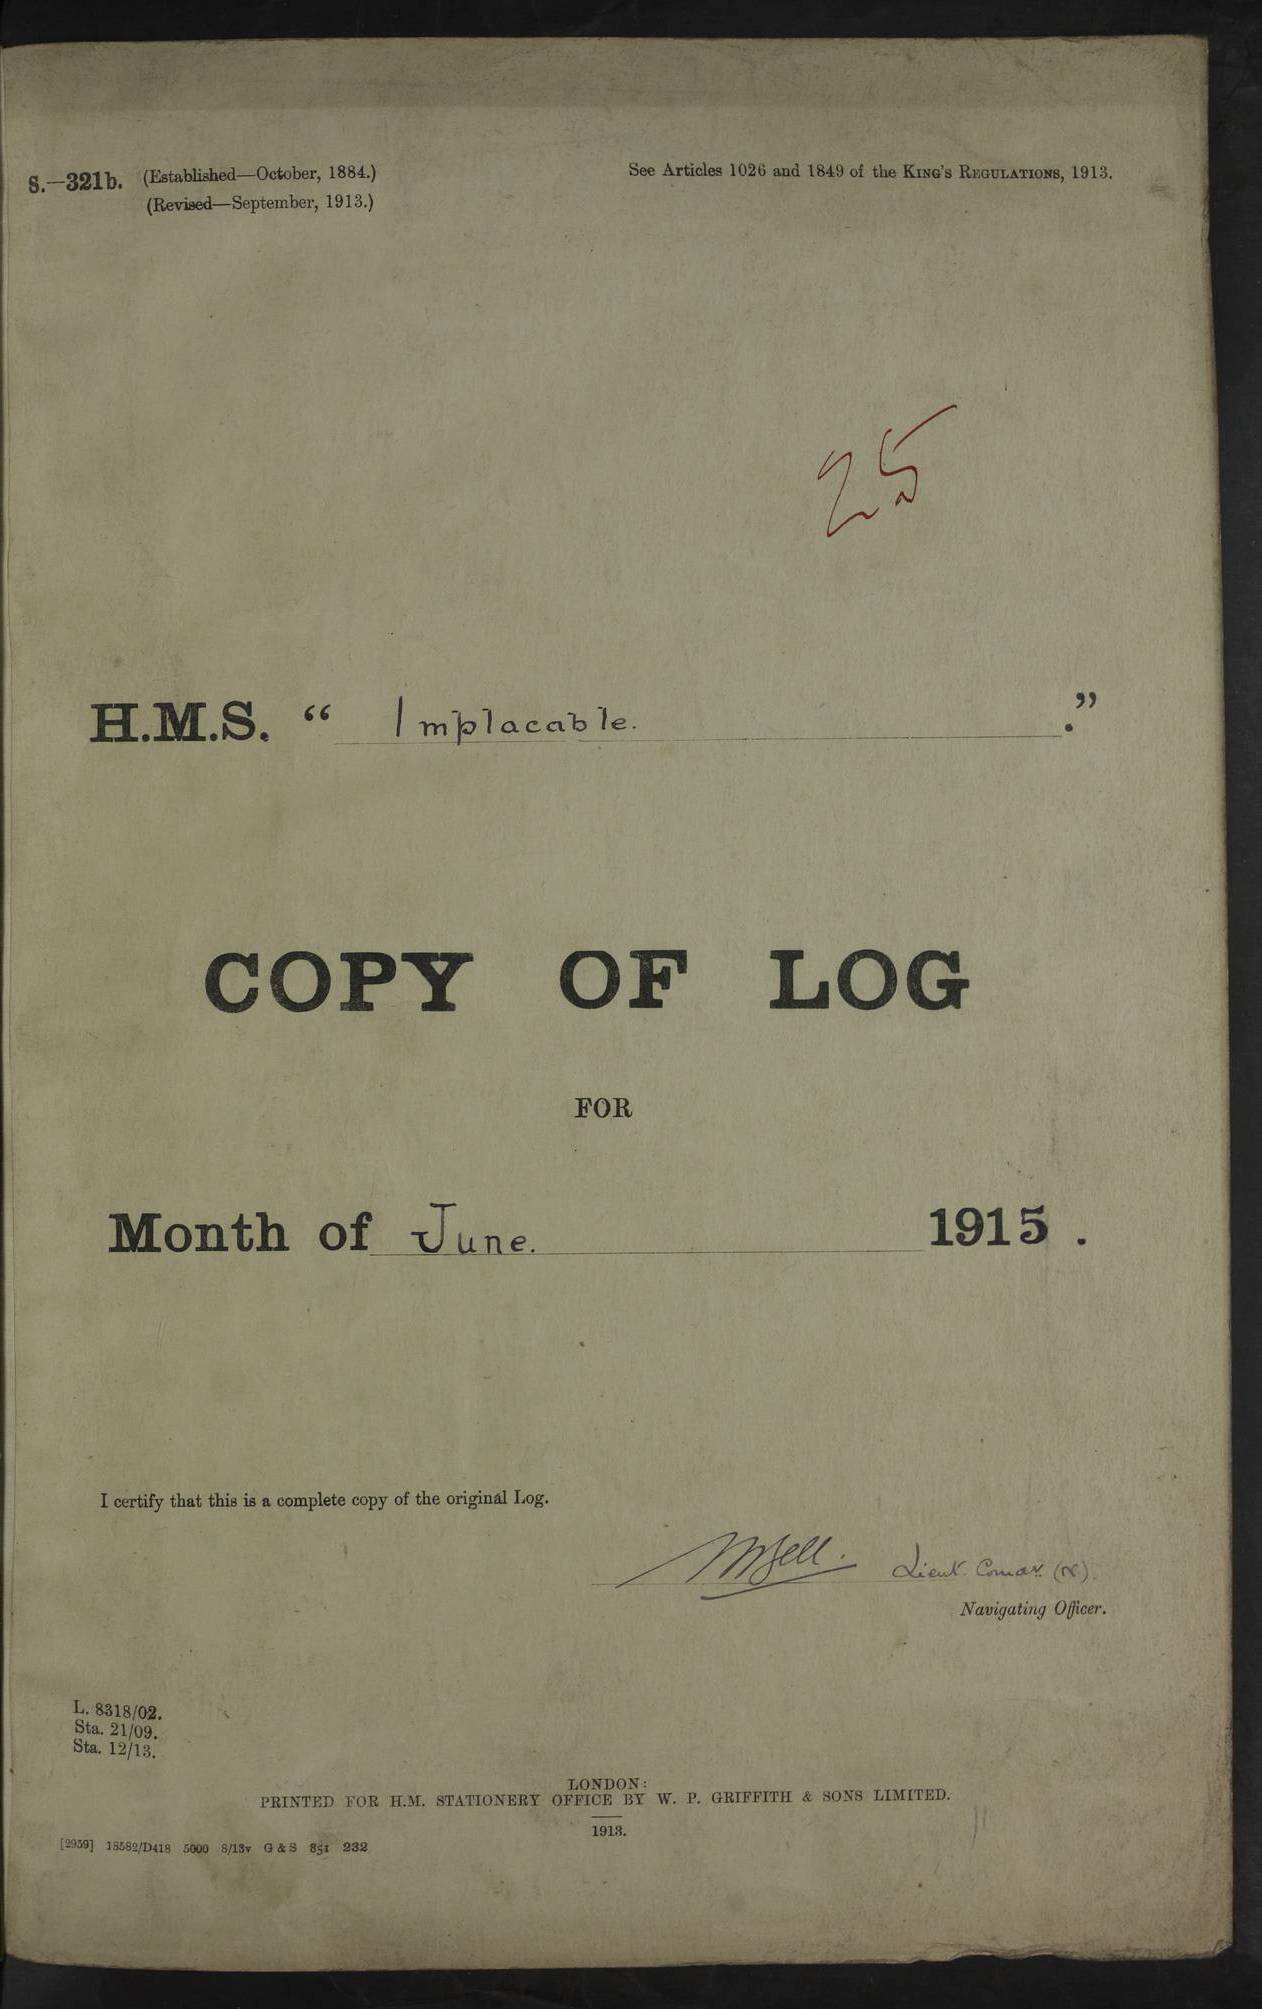 S.—321b. (Established—October, 1884.)
(Revised—September, 1913.)
See Articles 1026 and 1849 of the King's Regulations, 1913.
25
H.M.S. “ Implacable. .”
COPY OF LOG
FOR
Month of June. 1915 .
I certify that this is a complete copy of the original Log.
Lieut. Comdr. (N).
Navigating Officer.
L. 8318/02.
Sta. 21/09.
Sta. 12/13.
LONDON:
PRINTED FOR H.M. STATIONERY OFFICE BY W. P. GRIFFITH & SONS LIMITED.
1913.
[2959] 18582/D418 5000 8/13v G & S 851 232